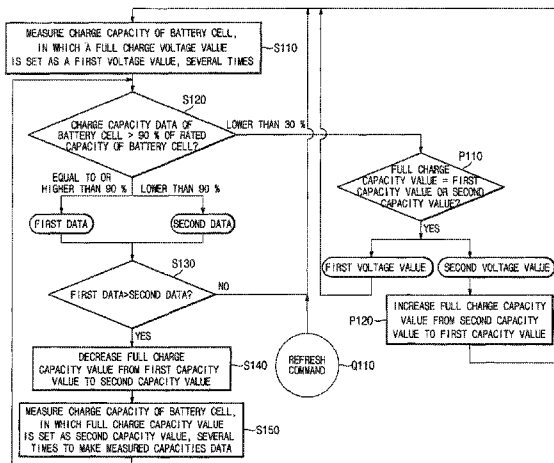 MEASURE CHARGE CAPACITY OF BATTERY CELL,
IN WHICH A FULL CHARGE VOLTAGE VALUE
IS SET AS A FIRST VOLTAGE VALUE, SEVERAL TIMES
S110
S120
CHARGE CAPACITY DATA OF
BATTERY CELL > 90 % OF RATED
CAPACITY OF BATTERY CELL?
LOWER THAN 30 %
EQUAL TO OR
HIGHER THAN 90 %
LOWER THAN 90 %
FIRST DATA
SECOND DATA
S130
FIRST DATA>SECOND DATA?
NO
YES
DECREASE FULL CHARGE
CAPACITY VALUE FROM FIRST CAPACITY
VALUE TO SECOND CAPACITY VALUE
S140
MEASURE CHARGE CAPACITY OF BATTERY CELL,
IN WHICH FULL CHARGE CAPACITY VALUE
IS SET AS SECOND CAPACITY VALUE, SEVERAL
TIMES TO MAKE MEASURED CAPACITIES DATA
S150
P110
FULL CHARGE
CAPACITY VALUE = FIRST
CAPACITY VALUE OR SECOND
CAPACITY VALUE?
YES
FIRST VOLTAGE VALUE
SECOND VOLTAGE VALUE
P120
INCREASE FULL CHARGE CAPACITY
VALUE FROM SECOND CAPACITY
VALUE TO FIRST CAPACITY VALUE
REFRESH
COMMAND
Q110